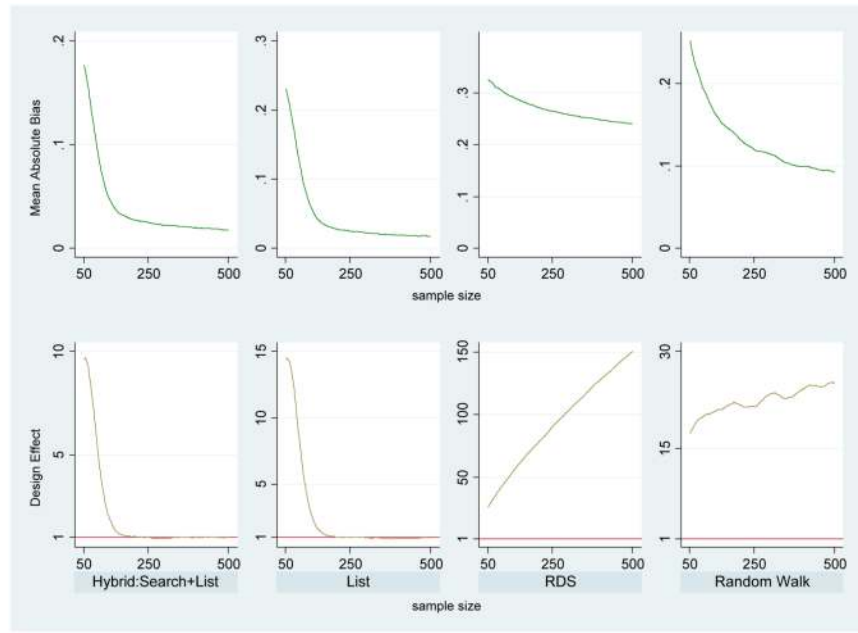 Mean Absolute Bias
.2
.1
0
50 250 500
.3
.2
.1
0
50 250 500
.3
.2
.1
0
50 250 500
.2
.1
0
50 250 500
sample size
Design Effect
10
5
1
50 250 500
Hybrid:Search+List
15
10
5
1
50 250 500
List
150
100
50
1
50 250 500
RDS
30
15
1
50 250 500
Random Walk
sample size